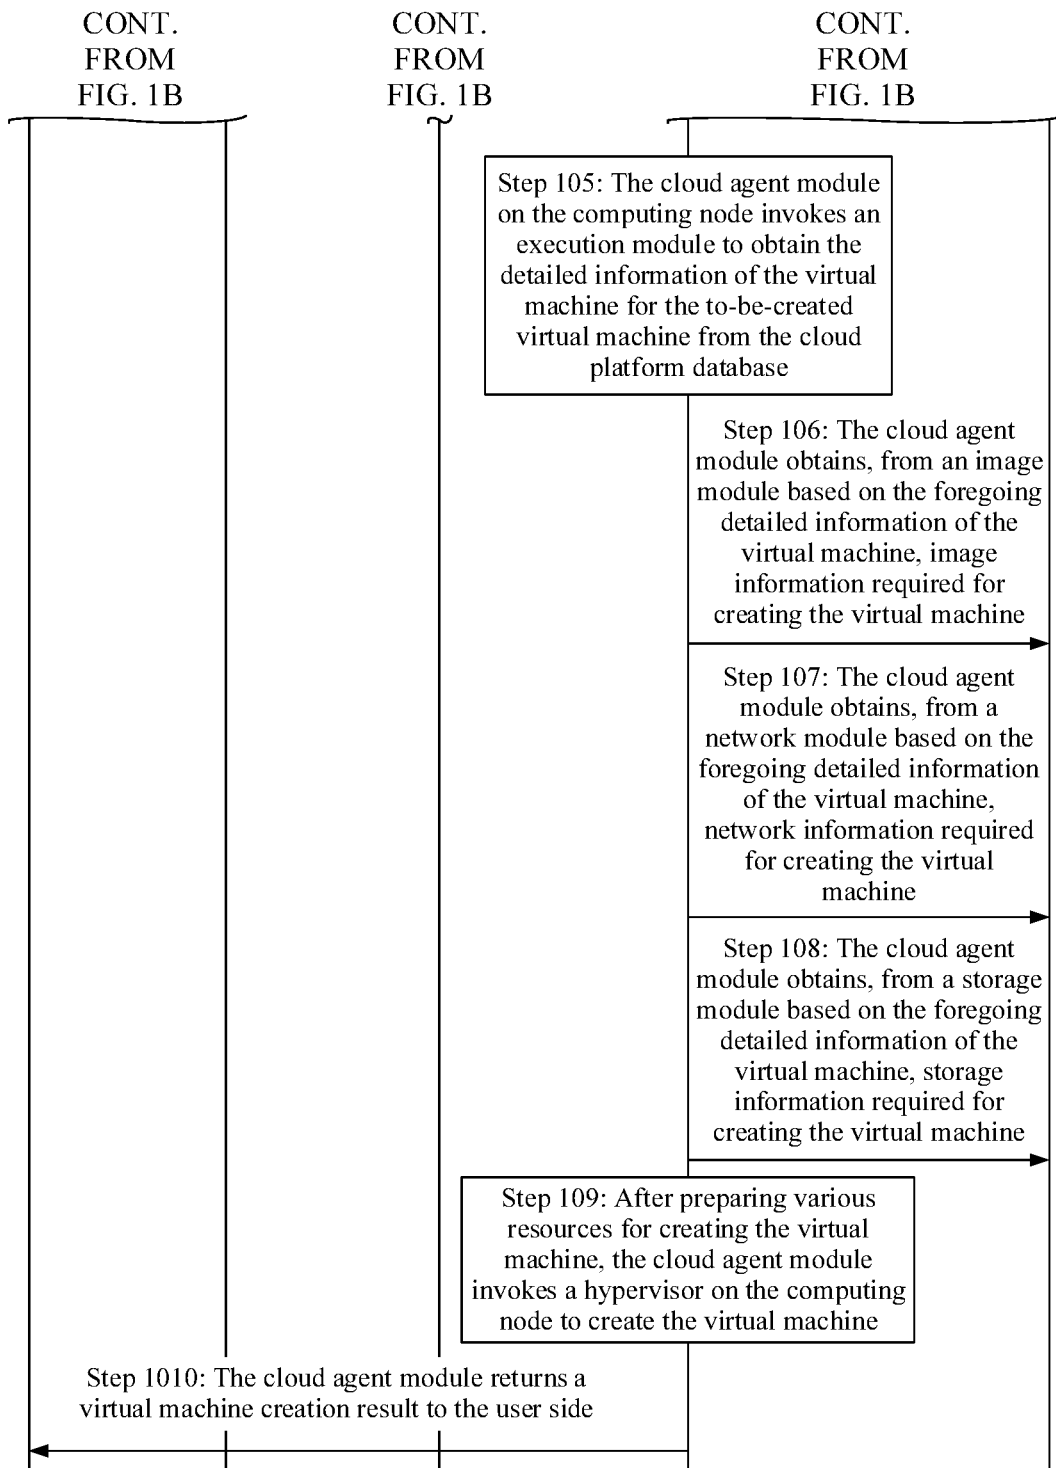 CONT.
FROM
FIG. 1B
CONT.
FROM
FIG. 1B
CONT.
FROM
FIG. 1B
Step 105: The cloud agent module
on the computing node invokes an
execution module to obtain the
detailed information of the virtual
machine for the to-be-created
virtual machine from the cloud
platform database
Step 106: The cloud agent
module obtains, from an image
module based on the foregoing
detailed information of the
virtual machine, image
information required for
creating the virtual machine
Step 107: The cloud agent
module obtains, from a
network module based on the
foregoing detailed information
of the virtual machine,
network information required
for creating the virtual
machine
Step 108: The cloud agent
module obtains, from a storage
module based on the foregoing
detailed information of the
virtual machine, storage
information required for
creating the virtual machine
Step 109: After preparing various
resources for creating the virtual
machine, the cloud agent module
invokes a hypervisor on the computing
node to create the virtual machine
Step 1010: The cloud agent module returns a
virtual machine creation result to the user side